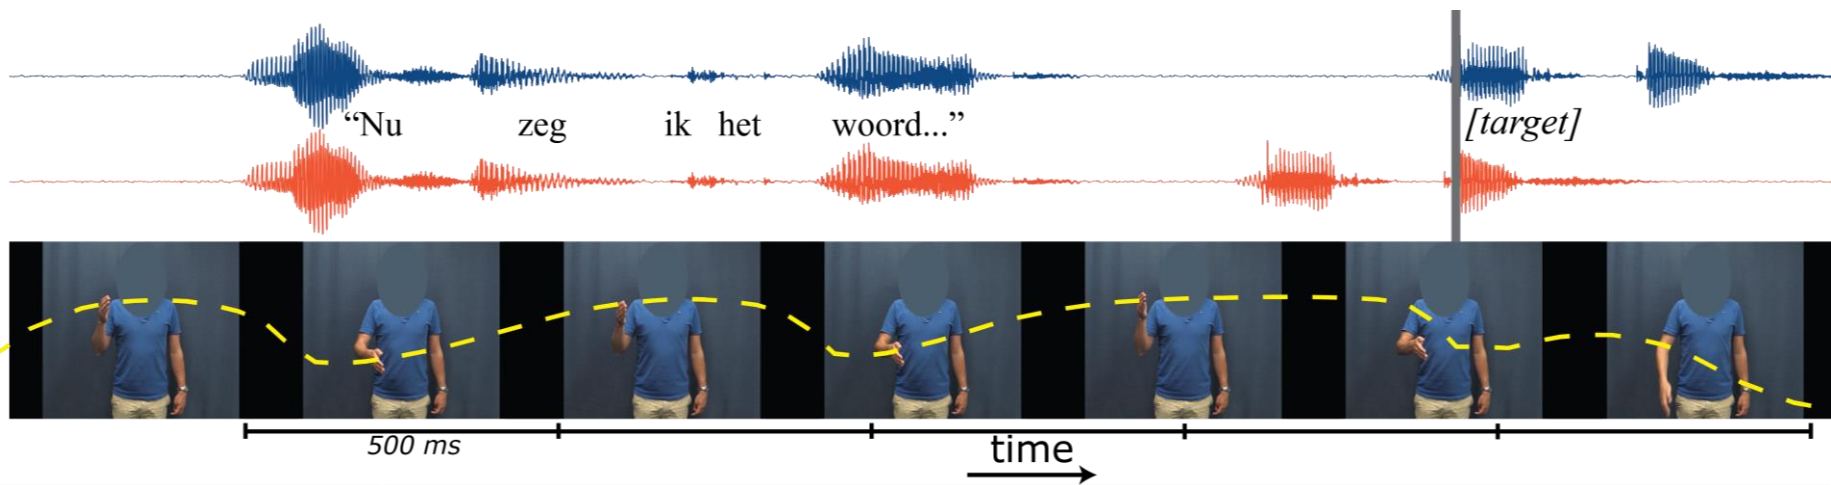 “Nu zeg ik het woord...” [target]
500 ms
time